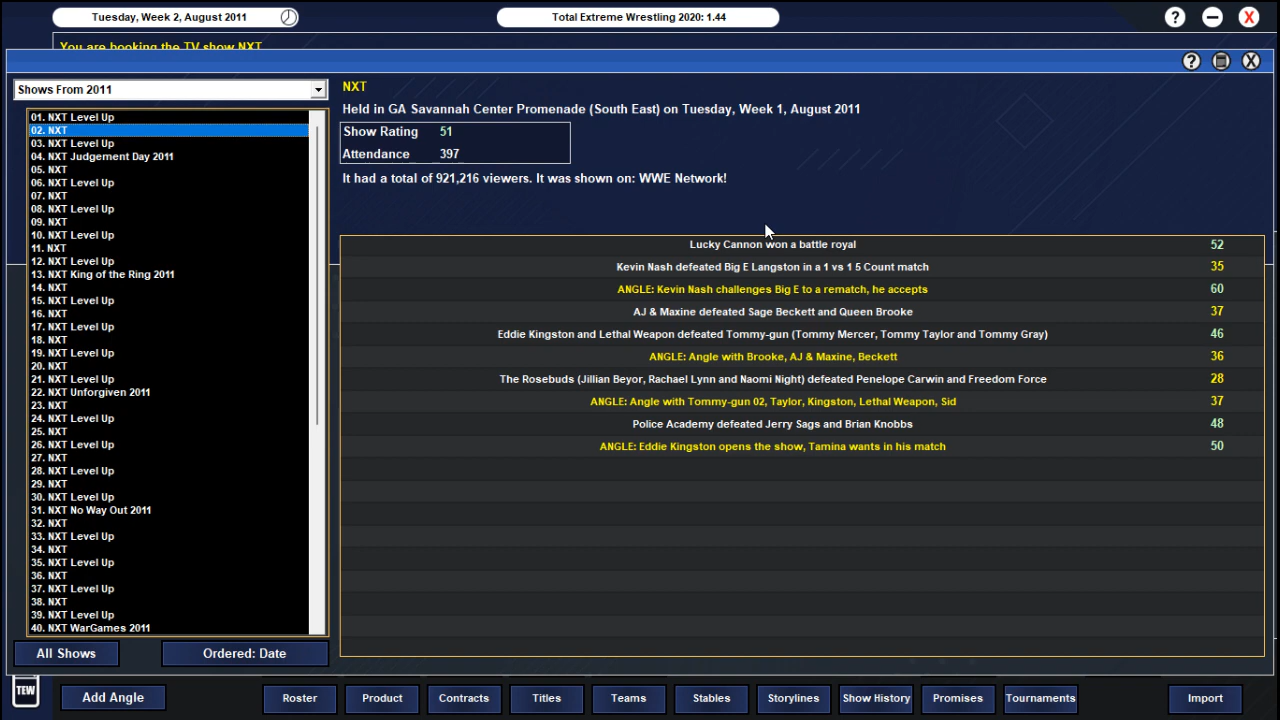 Tuesday, Week 2, August 2011
Total Extreme Wrestling 2020: 1.44
?
X
You are booking the TV show NXT
?
X
Shows From 2011
01. NXT Level Up
02. NXT
03. NXT Level Up
04. NXT Judgement Day 2011
05. NXT
06. NXT Level Up
07. NXT
08. NXT Level Up
09. NXT
10. NXT Level Up
11. NXT
12. NXT Level Up
13. NXT King of the Ring 2011
14. NXT
15. NXT Level Up
16. NXT
17. NXT Level Up
18. NXT
19. NXT Level Up
20. NXT
21. NXT Level Up
22. NXT Unforgiven 2011
23. NXT
24. NXT Level Up
25. NXT
26. NXT Level Up
27. NXT
28. NXT Level Up
29. NXT
30. NXT Level Up
31. NXT No Way Out 2011
32. NXT
33. NXT Level Up
34. NXT
35. NXT Level Up
36. NXT
37. NXT Level Up
38. NXT
39. NXT Level Up
40. NXT WarGames 2011
All Shows
Ordered: Date
NXT
Held in GA Savannah Center Promenade (South East) on Tuesday, Week 1, August 2011
Show Rating 51
Attendance 397
It had a total of 921,216 viewers. It was shown on: WWE Network!
Lucky Cannon won a battle royal 52
Kevin Nash defeated Big E Langston in a 1 vs 1 5 Count match 35
ANGLE: Kevin Nash challenges Big E to a rematch, he accepts 60
AJ & Maxine defeated Sage Beckett and Queen Brooke 37
Eddie Kingston and Lethal Weapon defeated Tommy-gun (Tommy Mercer, Tommy Taylor and Tommy Gray) 46
ANGLE: Angle with Brooke, AJ & Maxine, Beckett 36
The Rosebuds (Jillian Beyor, Rachael Lynn and Naomi Night) defeated Penelope Carwin and Freedom Force 28
ANGLE: Angle with Tommy-gun 02, Taylor, Kingston, Lethal Weapon, Sid 37
Police Academy defeated Jerry Sags and Brian Knobbs 48
ANGLE: Eddie Kingston opens the show, Tamina wants in his match 50
TEW
Add Angle
Roster
Product
Contracts
Titles
Teams
Stables
Storylines
Show History
Promises
Tournaments
Import